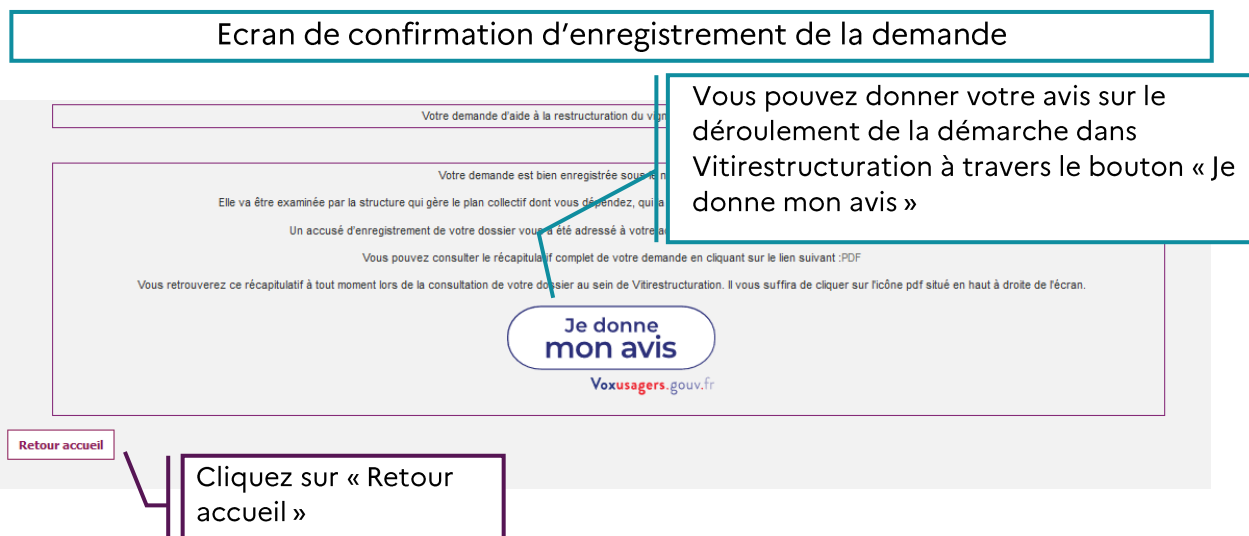 Ecran de confirmation d'enregistrement de la demande
Vous pouvez donner votre avis sur le
déroulement de la démarche dans
Vitirestructuration à travers le bouton « Je
donne mon avis »
Votre demande d'aide à la restructuration du
Votre demande est bien enregistrée sous le
Elle va être examinée par la structure qui gère le plan collectif dont vous dépendez,
Un accusé d'enregistrement de votre dossier vous a été adressé à votre
Vous pouvez consulter le récapitulatif complet de votre demande en cliquant sur le lien suivant :PDF
Vous retrouverez ce récapitulatif à tout moment lors de la consultation de votre dossier au sein de Vitirestructuration. Il vous suffira de cliquer sur l'icône pdf situé en haut à droite de l'écran.
Je donne
mon avis
Voxusagers.gouv.fr
Retour accueil
Cliquez sur « Retour
accueil »